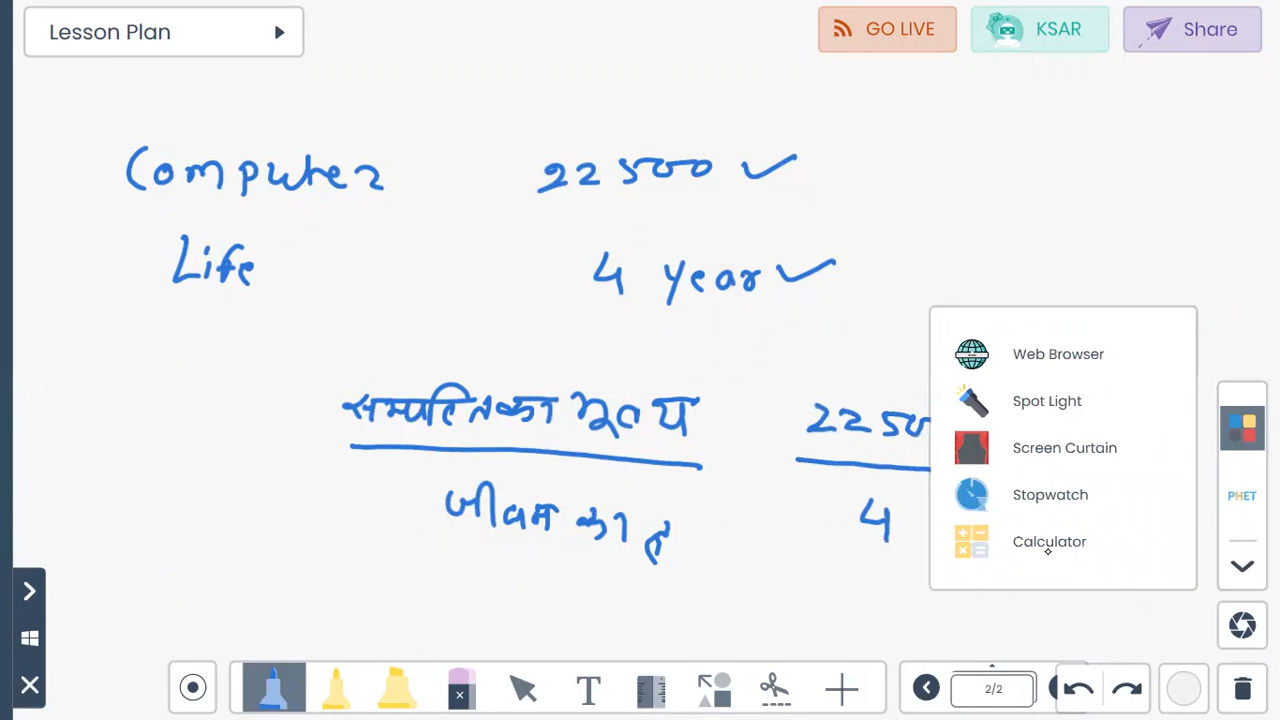 Lesson Plan
GO LIVE
KSAR
Share
Computer 22500
Life 4 year
सम्पत्ति का मूल्य 2250
जीवन का 4
Web Browser
Spot Light
Screen Curtain
Stopwatch
Calculator
PHET
T
2/2